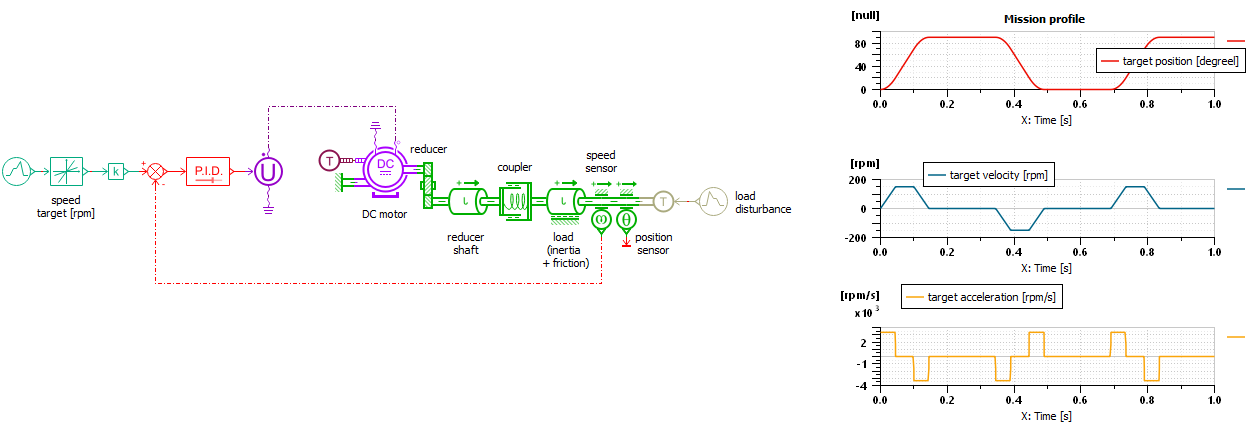 speed
target [rpm]
k
+
-
P.I.D.
U
T
DC
DC motor
reducer
reducer
shaft
coupler
load
(inertia
+ friction)
speed
sensor
ω
θ
position
sensor
T
load
disturbance
[null]
Mission profile
80
40
0
target position [degree]
0.0 0.2 0.4 0.6 0.8 1.0
X: Time [s]
[rpm]
target velocity [rpm]
200
0
-200
0.0 0.2 0.4 0.6 0.8 1.0
X: Time [s]
[rpm/s]
x10 3
target acceleration [rpm/s]
2
-1
-4
0.0 0.2 0.4 0.6 0.8 1.0
X: Time [s]